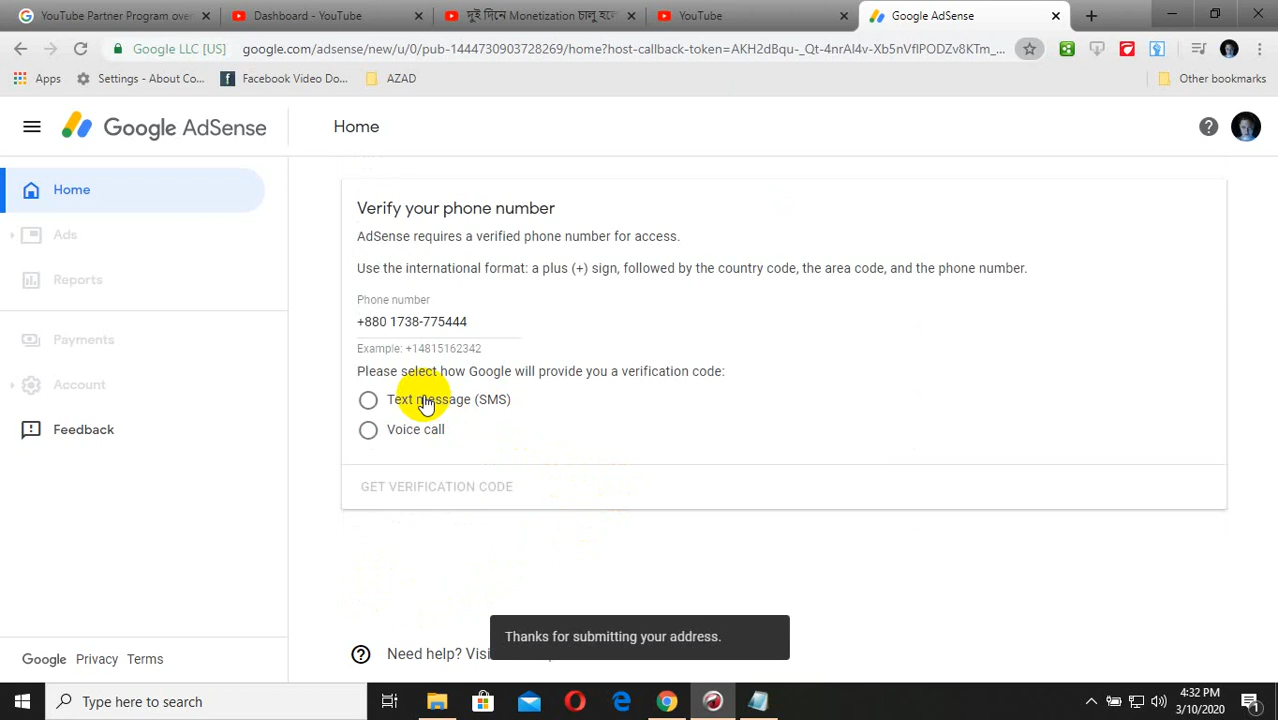 YouTube Partner Program over
Dashboard - YouTube
দুই দিনে Monetization চালু হলো
YouTube
Google AdSense
Google LLC [US]
google.com/adsense/new/u/0/pub-1444730903728269/home?host-callback-token=AKH2dBqu-_Qt-4nrAI4v-Xb5nVflPODZv8KTm_...
Apps
Settings - About Co...
Facebook Video Do...
AZAD
Other bookmarks
Google AdSense
Home
Home
Ads
Reports
Payments
Account
Feedback
Verify your phone number
AdSense requires a verified phone number for access.
Use the international format: a plus (+) sign, followed by the country code, the area code, and the phone number.
Phone number
+880 1738-775444
Example: +14815162342
Please select how Google will provide you a verification code:
Text message (SMS)
Voice call
GET VERIFICATION CODE
Thanks for submitting your address.
Need help?
Google Privacy Terms
Type here to search
4:32 PM
3/10/2020
1